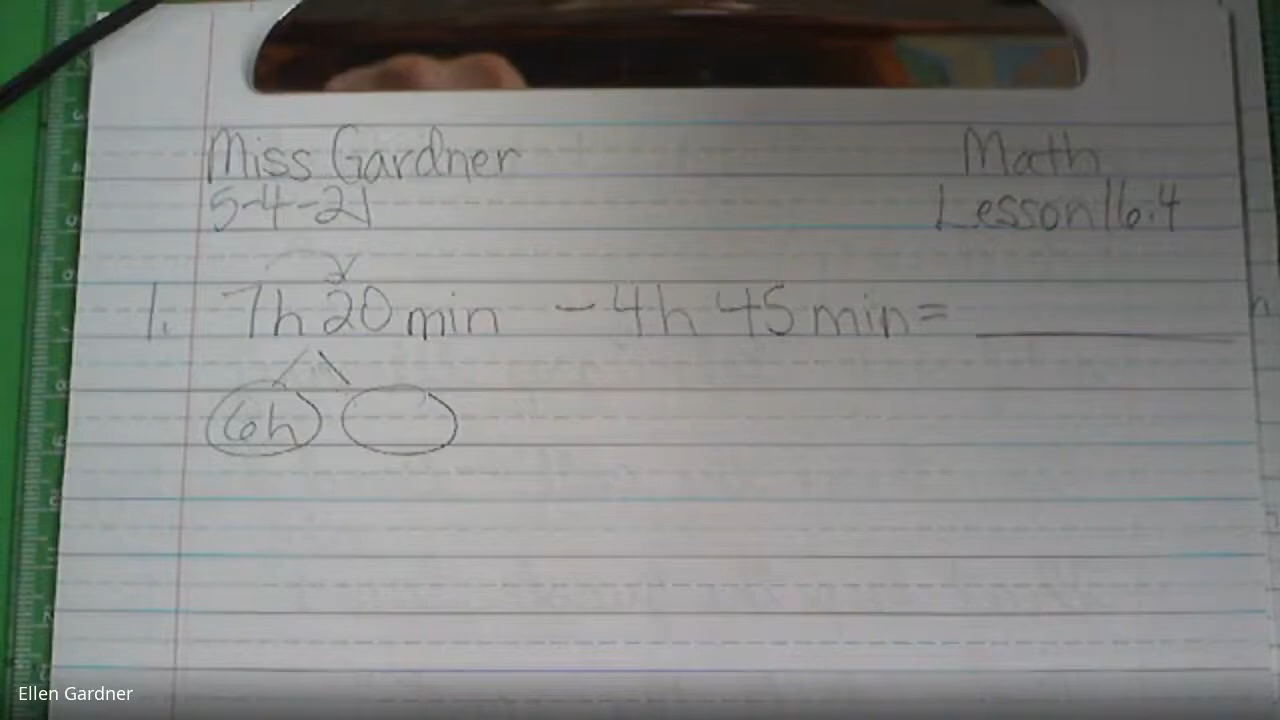 Miss Gardner Math
5-4-21 Lesson 16.4
1. 7h 20 min - 4h 45 min = ______
6h
Ellen Gardner